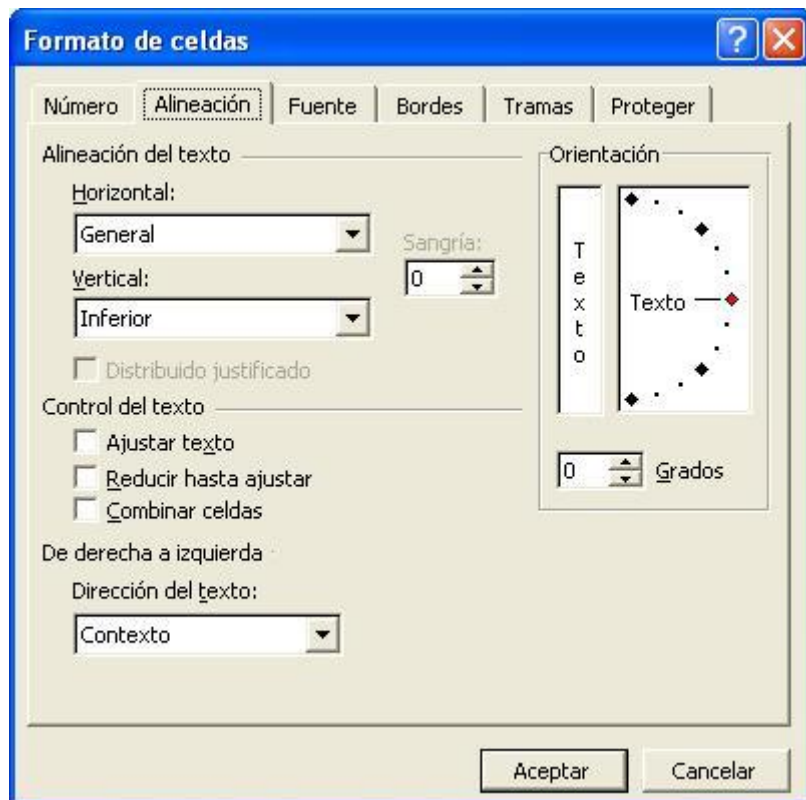 Formato de celdas
Número Alineación Fuente Bordes Tramas Proteger
Alineación del texto
Horizontal:
General
Sangría:
0
Vertical:
Inferior
Distribuido justificado
Control del texto
Ajustar texto
Reducir hasta ajustar
Combinar celdas
De derecha a izquierda
Dirección del texto:
Contexto
Orientación
Texto
Texto
0 Grados
Aceptar Cancelar